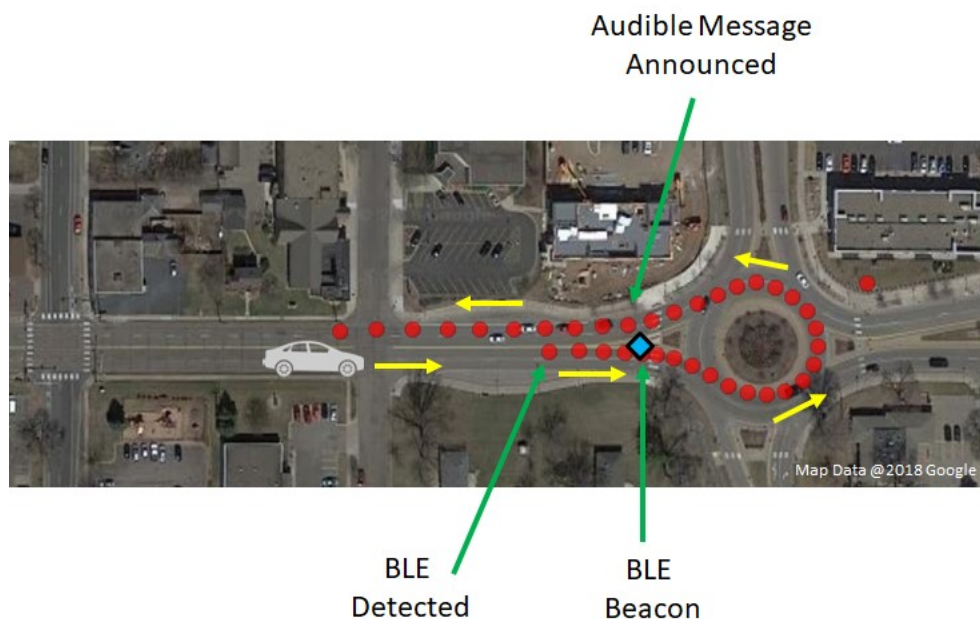 Audible Message
Announced
Map Data @2018 Google
BLE
Detected
BLE
Beacon